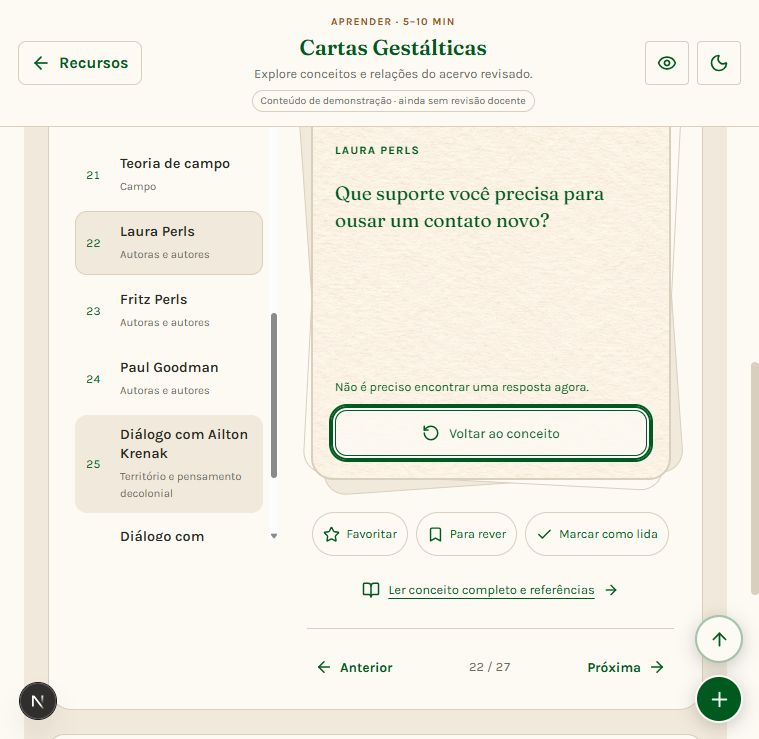 APRENDER · 5–10 MIN
Recursos
Cartas Gestálticas
Explore conceitos e relações do acervo revisado.
Conteúdo de demonstração · ainda sem revisão docente
21
Teoria de campo
Campo
22
Laura Perls
Autoras e autores
23
Fritz Perls
Autoras e autores
24
Paul Goodman
Autoras e autores
25
Diálogo com Ailton
Krenak
Território e pensamento
decolonial
Diálogo com
LAURA PERLS
Que suporte você precisa para
ousar um contato novo?
Não é preciso encontrar uma resposta agora.
Voltar ao conceito
Favoritar
Para rever
Marcar como lida
Ler conceito completo e referências
Anterior
22 / 27
Próxima
N